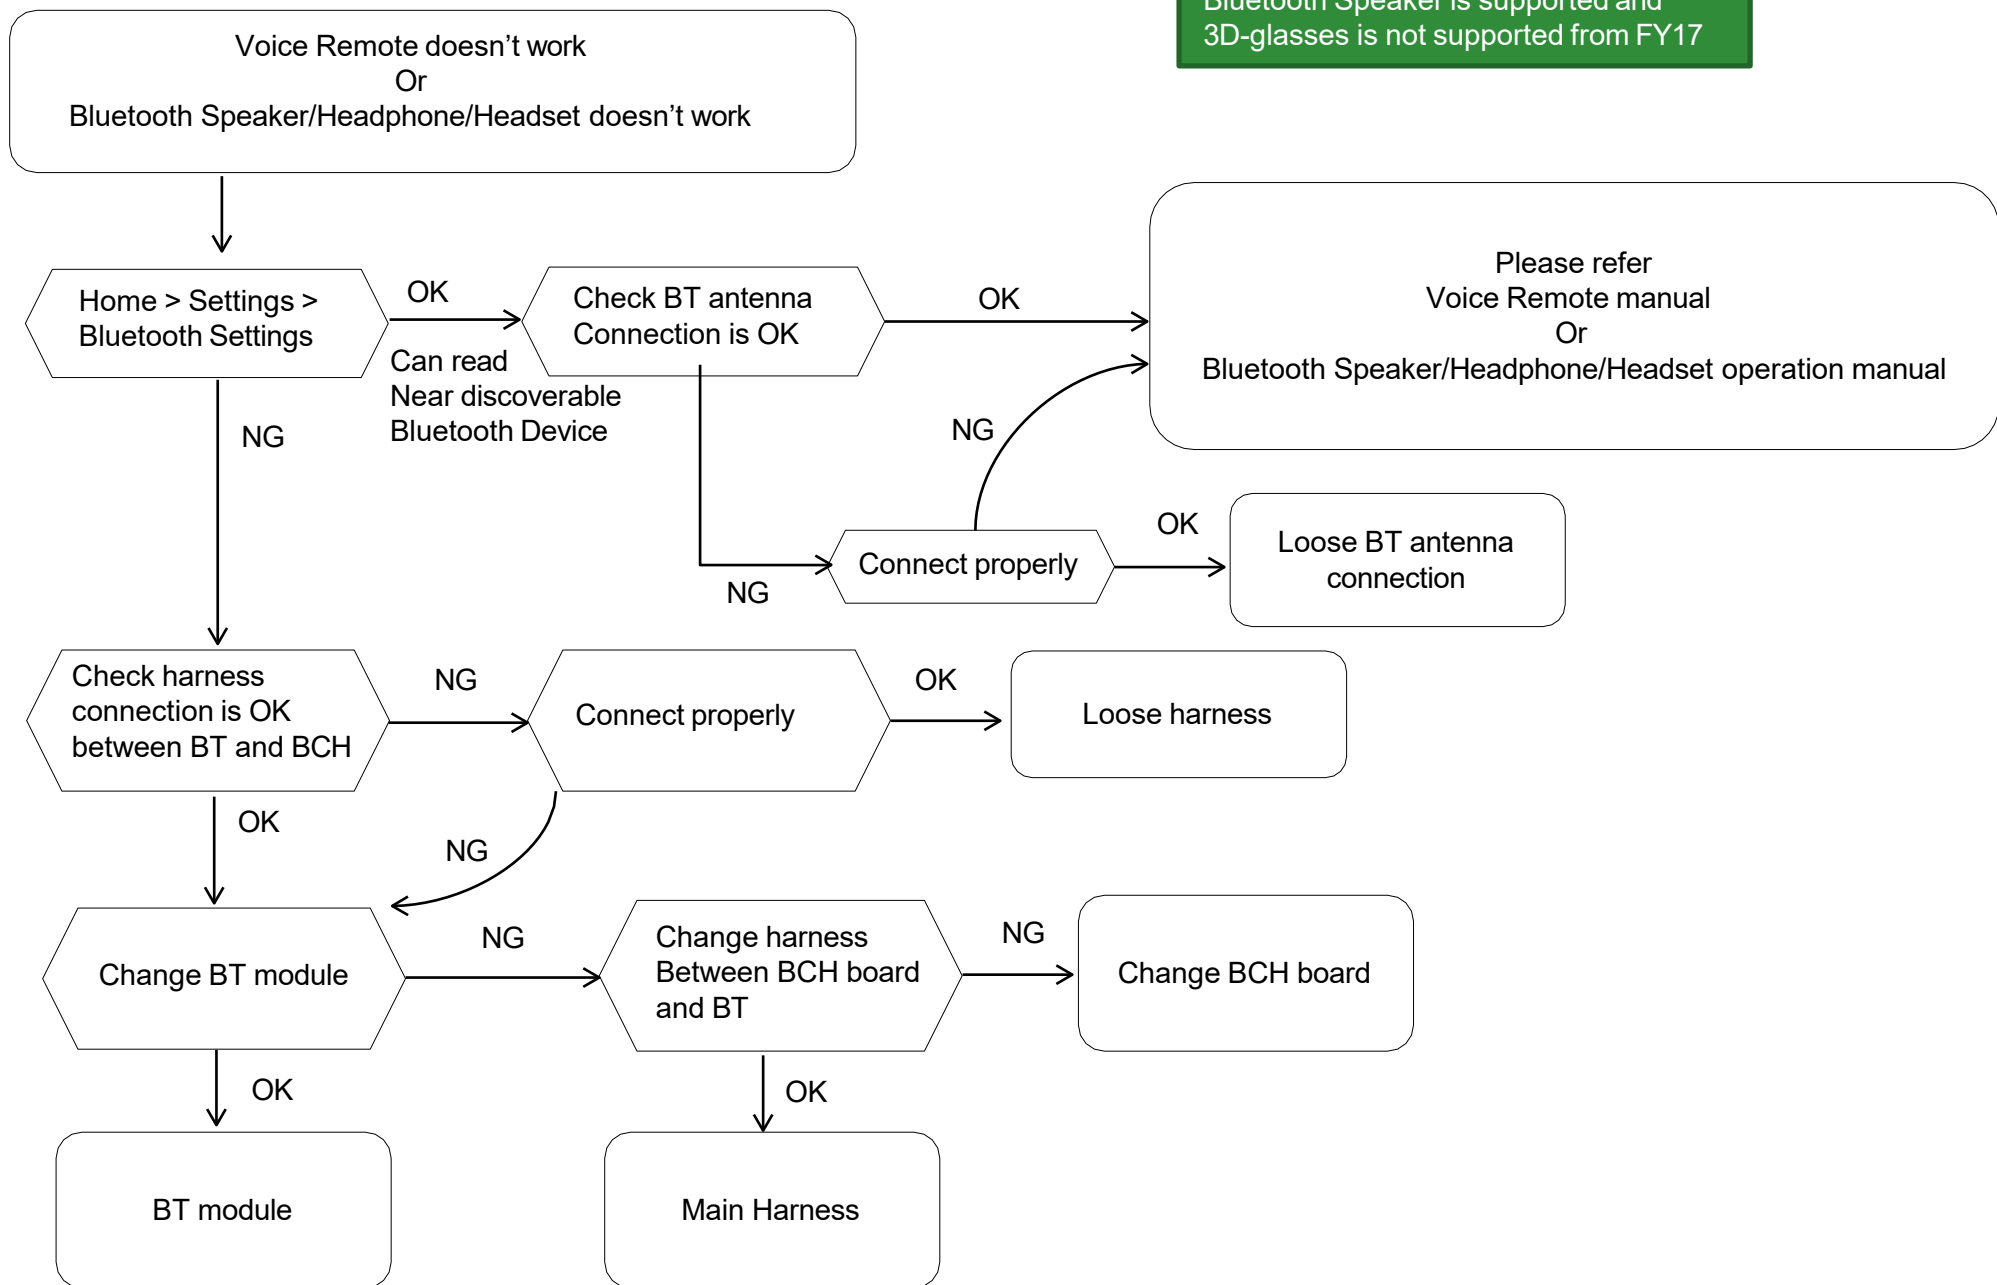 Bluetooth Speaker is supported and
3D-glasses is not supported from FY17
Voice Remote doesn’t work
Or
Bluetooth Speaker/Headphone/Headset doesn’t work
Home > Settings >
Bluetooth Settings
OK
Can read
Near discoverable
Bluetooth Device
Check BT antenna
Connection is OK
OK
Please refer
Voice Remote manual
Or
Bluetooth Speaker/Headphone/Headset operation manual
NG
NG
NG
Connect properly
OK
Loose BT antenna
connection
Check harness
connection is OK
between BT and BCH
NG
Connect properly
OK
Loose harness
OK
NG
Change BT module
NG
Change harness
Between BCH board
and BT
NG
Change BCH board
OK
OK
BT module
Main Harness